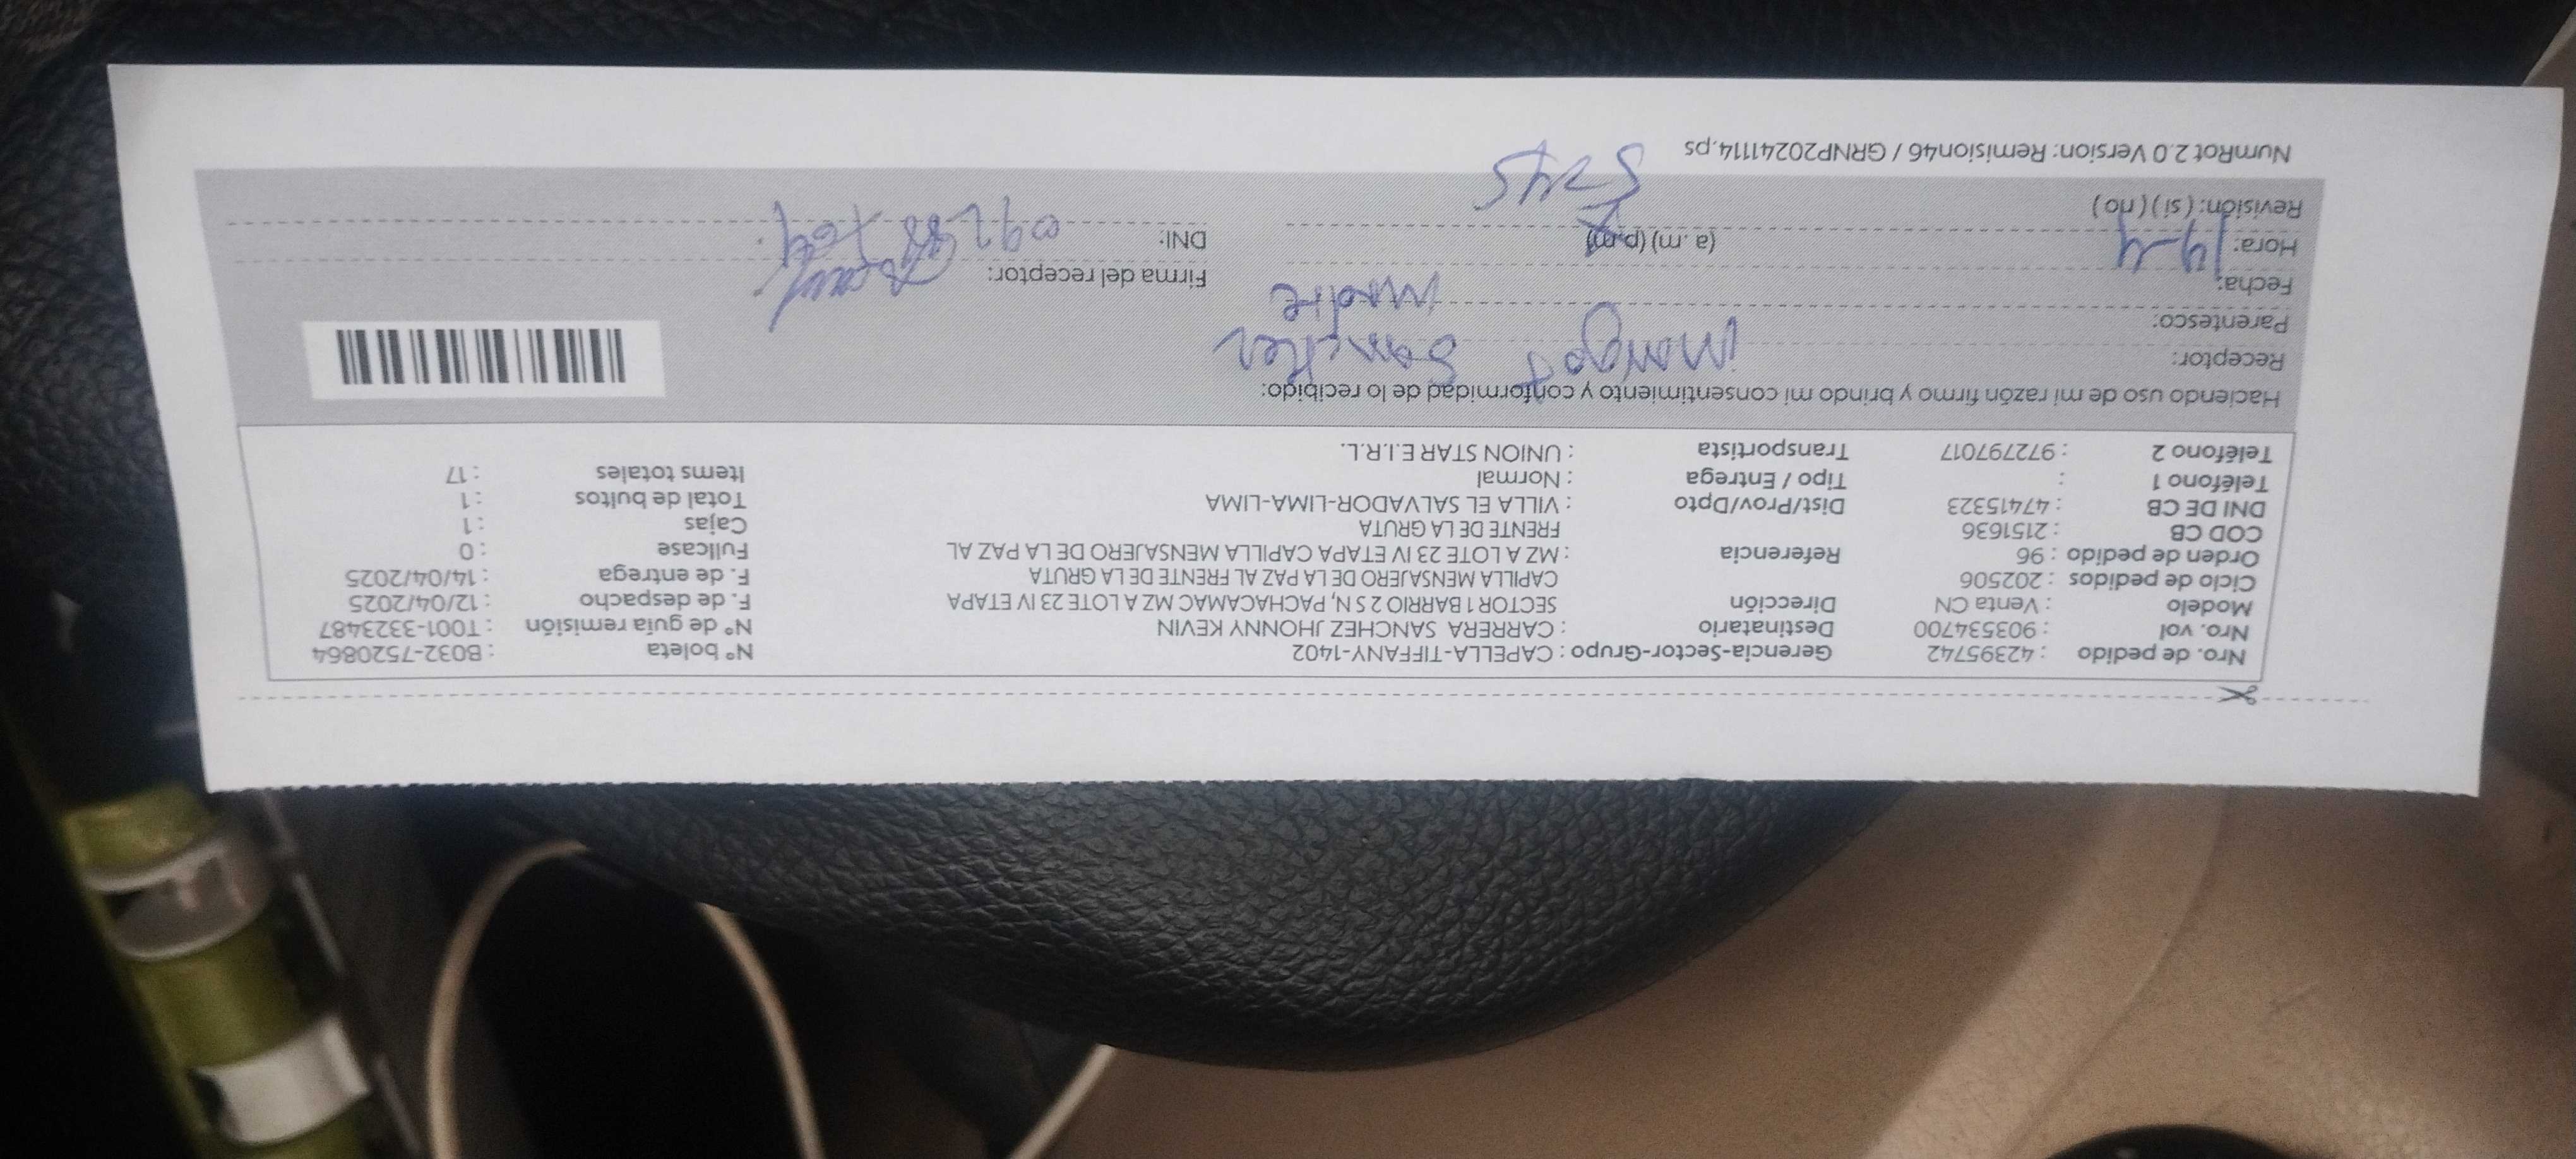 Nro. de pedido : 42395742 Gerencia-Sector-Grupo : CAPELLA-TIFFANY-1402 N° boleta : B032-7520864
Nro. vol : 903534700 Destinatario : CARRERA SANCHEZ JHONNY KEVIN N° de guía remisión : T001-3323487
Modelo : Venta CN Dirección SECTOR 1 BARRIO 2 S N, PACHACAMAC MZ A LOTE 23 IV ETAPA F. de despacho : 12/04/2025
Ciclo de pedidos : 202506 CAPILLA MENSAJERO DE LA PAZ AL FRENTE DE LA GRUTA F. de entrega : 14/04/2025
Orden de pedido : 96 Referencia : MZ A LOTE 23 IV ETAPA CAPILLA MENSAJERO DE LA PAZ AL Fullcase : 0
COD CB : 2151636 FRENTE DE LA GRUTA Cajas : 1
DNI DE CB : 47415323 Dist/Prov/Dpto : VILLA EL SALVADOR-LIMA-LIMA Total de bultos : 1
Teléfono 1 : Tipo / Entrega : Normal Items totales : 17
Teléfono 2 : 972797017 Transportista : UNION STAR E.I.R.L.
Haciendo uso de mi razón firmo y brindo mi consentimiento y conformidad de lo recibido:
Receptor: Margot Sanchez
Parentesco: Madre
Fecha: 14-4 Firma del receptor:
Hora: (a. m) (p.m) DNI:
Revisión: ( si ) ( no )
NumRot 2.0 Version: Remision46 / GRNP20241114.ps